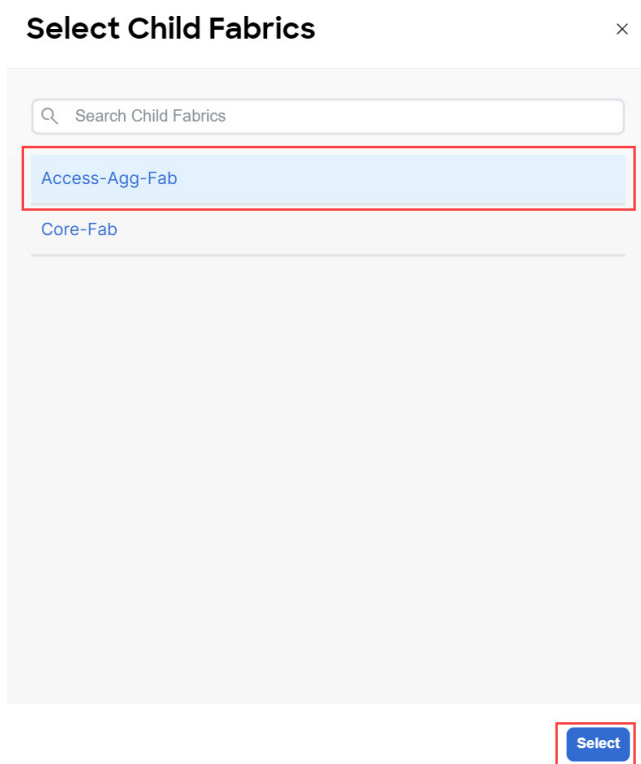 Select Child Fabrics
Search Child Fabrics
Access-Agg-Fab
Core-Fab
Select